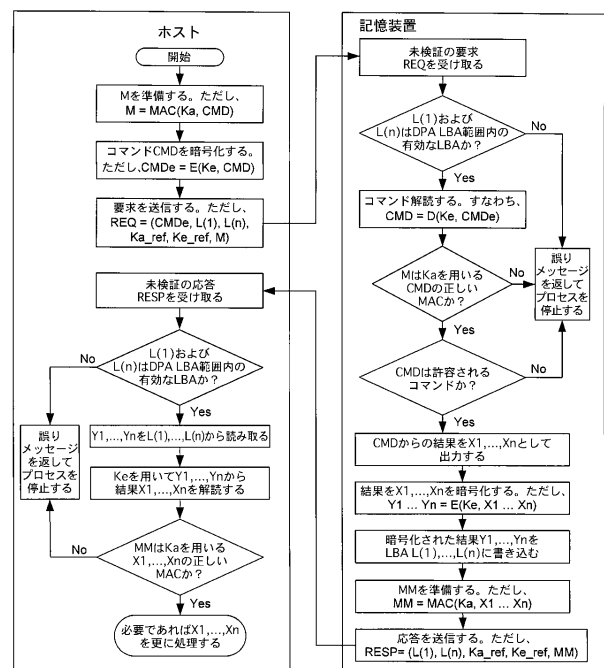 ホスト
開始
Mを準備する。ただし、
M = MAC(Ka, CMD)
コマンドCMDを暗号化する。
ただし、CMDe = E(Ke, CMD)
要求を送信する。ただし、
REQ = (CMDe, L(1), L(n),
Ka_ref, Ke_ref, M)
未検証の応答
RESPを受け取る
L(1)および
L(n)はDPA LBA範囲内の
有効なLBAか?
No
Yes
Y1,...,YnをL(1),...,L(n)から読み取る
誤り
メッセージ
を返して
プロセスを
停止する
Keを用いてY1,...,Ynから
結果X1,...,Xnを解読する
MMはKaを用いる
X1,...,Xnの正しい
MACか?
No
Yes
必要であればX1,...,Xn
を更に処理する
記憶装置
未検証の要求
REQを受け取る
L(1)および
L(n)はDPA LBA範囲内の
有効なLBAか?
No
Yes
コマンド解読する。すなわち、
CMD = D(Ke, CMDe)
MはKaを用いる
CMDの正しい
MACか?
No
Yes
誤り
メッセージ
を返して
プロセスを
停止する
CMDは許容される
コマンドか?
No
Yes
CMDからの結果をX1,...,Xnとして
出力する
結果をX1,...,Xnを暗号化する。ただし、
Y1 ... Yn = E(Ke, X1 ... Xn)
暗号化された結果Y1,...,Ynを
LBA L(1),...,L(n)に書き込む
MMを準備する。ただし、
MM = MAC(Ka, X1 ... Xn)
応答を送信する。ただし、
RESP= (L(1), L(n), Ka_ref, Ke_ref, MM)